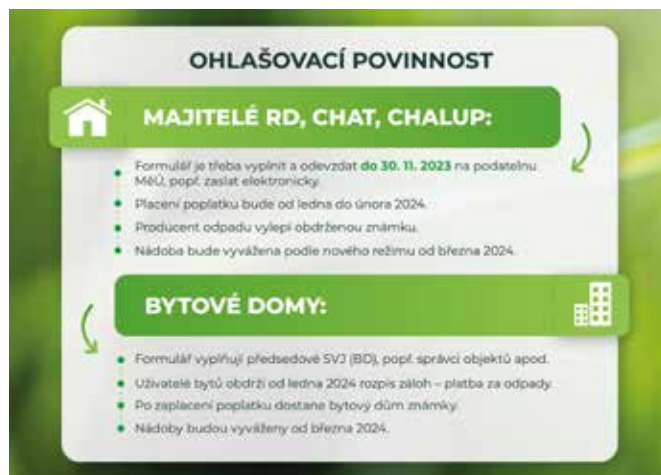 OHLAŠOVACÍ POVINNOST
MAJITELÉ RD, CHAT, CHALUP:
Formulář je třeba vyplnit a odevzdat do 30. 11. 2023 na podatelnu
MěÚ, popř. zaslat elektronicky.
Placení poplatku bude od ledna do února 2024.
Producent odpadu vylepí obdrženou známku.
Nádoba bude vyvážena podle nového režimu od března 2024.
BYTOVÉ DOMY:
Formulář vyplňují předsedové SVJ (BD), popř. správci objektů apod.
Uživatelé bytů obdrží od ledna 2024 rozpis záloh – platba za odpady.
Po zaplacení poplatku dostane bytový dům známky.
Nádoby budou vyváženy od března 2024.